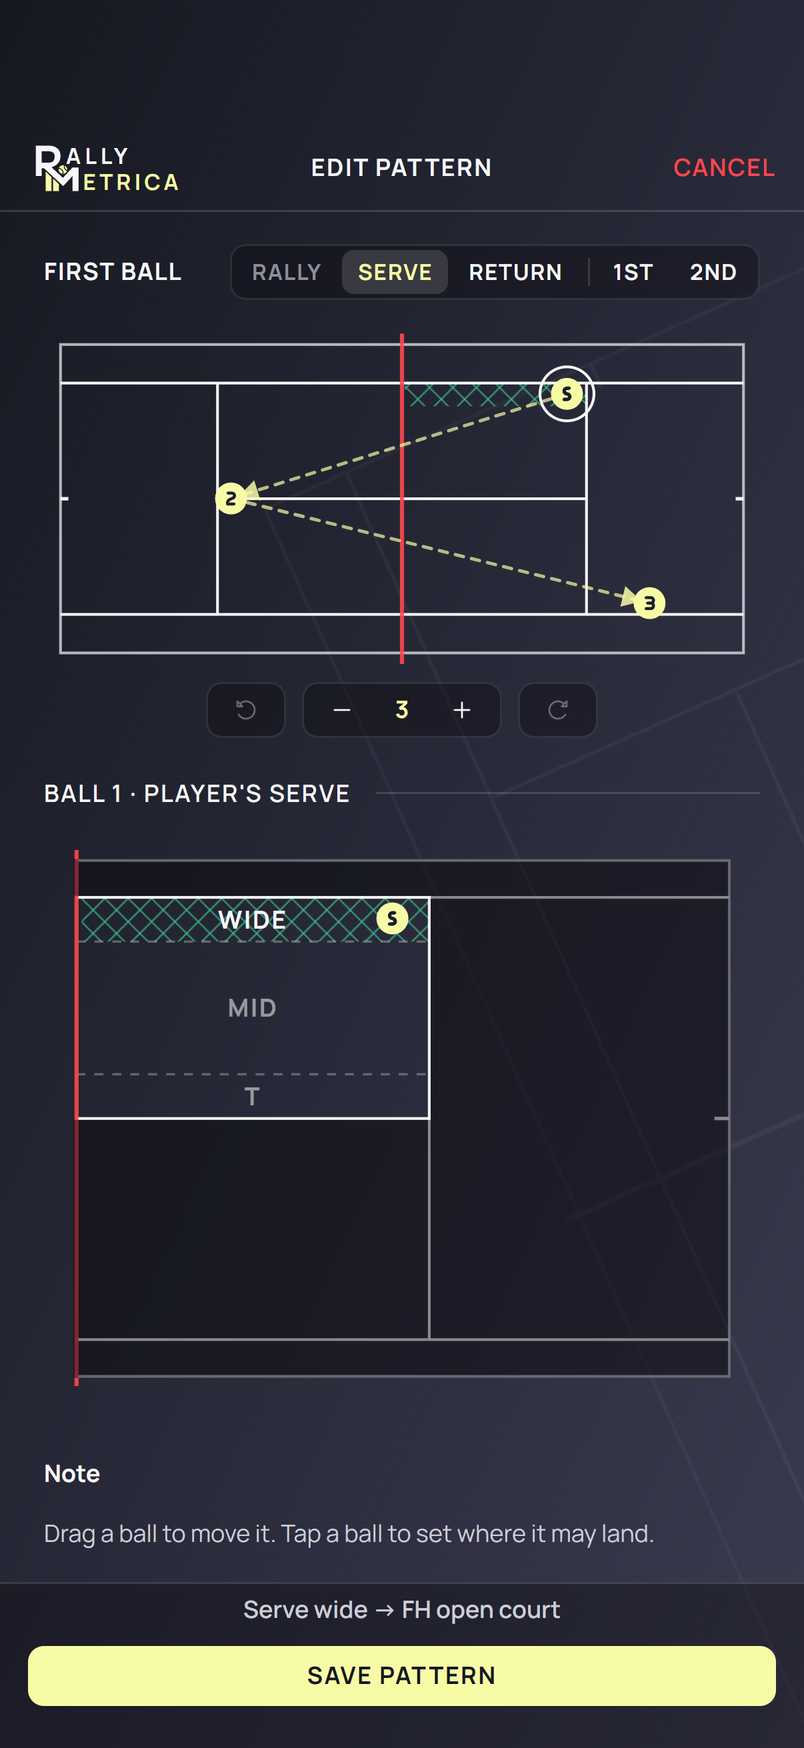 RALLY
METRICA
EDIT PATTERN
CANCEL
FIRST BALL
RALLY SERVE RETURN 1ST 2ND
S
2
3
3
BALL 1 · PLAYER'S SERVE
WIDE S
MID
T
Note
Drag a ball to move it. Tap a ball to set where it may land.
Serve wide → FH open court
SAVE PATTERN